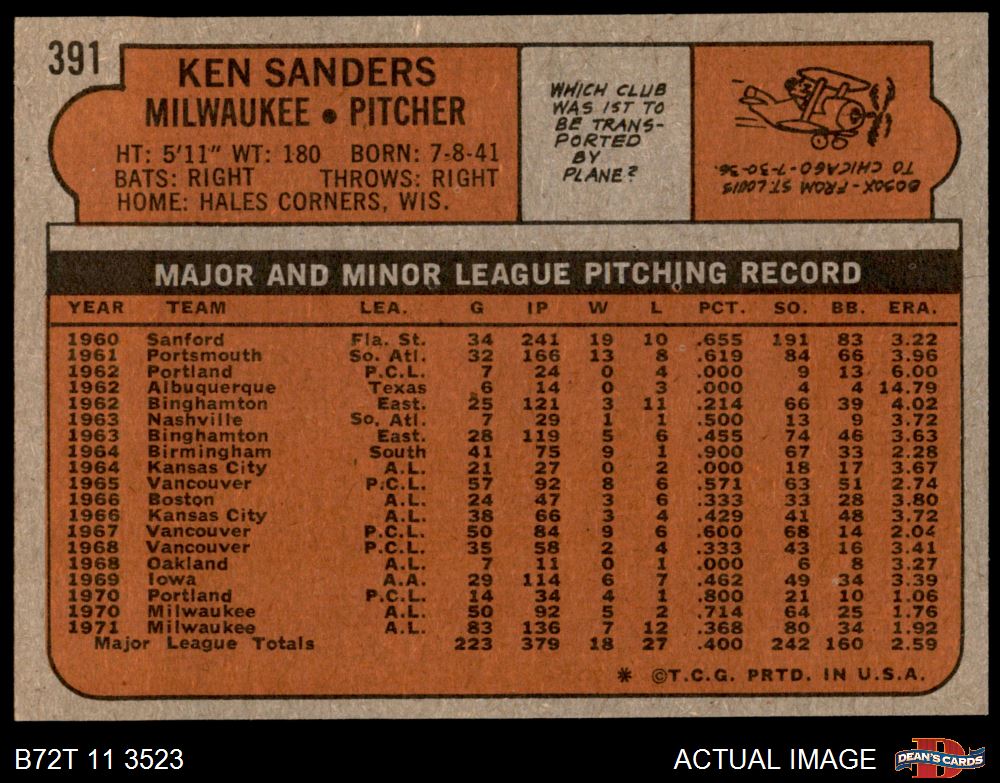 391
KEN SANDERS
MILWAUKEE • PITCHER
HT: 5'11" WT: 180 BORN: 7-8-41
BATS: RIGHT THROWS: RIGHT
HOME: HALES CORNERS, WIS.
WHICH CLUB
WAS 1ST TO
BE TRANS-
PORTED
BY
PLANE?
BOSOX-FROM ST. LOUIS
TO CHICAGO-7-30-36.
MAJOR AND MINOR LEAGUE PITCHING RECORD
YEAR TEAM LEA. G IP W L PCT. SO. BB. ERA.
1960 Sanford Fla. St. 34 241 19 10 .655 191 83 3.22
1961 Portsmouth So. Atl. 32 166 13 8 .619 84 66 3.96
1962 Portland P.C.L. 7 24 0 4 .000 9 13 6.00
1962 Albuquerque Texas 6 14 0 3 .000 4 4 14.79
1962 Binghamton East. 25 121 3 11 .214 66 39 4.02
1963 Nashville So. Atl. 7 29 1 1 .500 13 9 3.72
1963 Binghamton East. 28 119 5 6 .455 74 46 3.63
1964 Birmingham South 41 75 9 1 .900 67 33 2.28
1964 Kansas City A.L. 21 27 0 2 .000 18 17 3.67
1965 Vancouver P.C.L. 57 92 8 6 .571 63 51 2.74
1966 Boston A.L. 24 47 3 6 .333 33 28 3.80
1966 Kansas City A.L. 38 66 3 4 .429 41 48 3.72
1967 Vancouver P.C.L. 50 84 9 6 .600 68 14 2.04
1968 Vancouver P.C.L. 35 58 2 4 .333 43 16 3.41
1968 Oakland A.L. 7 11 0 1 .000 6 8 3.27
1969 Iowa A.A. 29 114 6 7 .462 49 34 3.39
1970 Portland P.C.L. 14 34 4 1 .800 21 10 1.06
1970 Milwaukee A.L. 50 92 5 2 .714 64 25 1.76
1971 Milwaukee A.L. 83 136 7 12 .368 80 34 1.92
Major League Totals 223 379 18 27 .400 242 160 2.59
* ©T.C.G. PRTD. IN U.S.A.
B72T 11 3523
ACTUAL IMAGE
D
DEAN'S CARDS